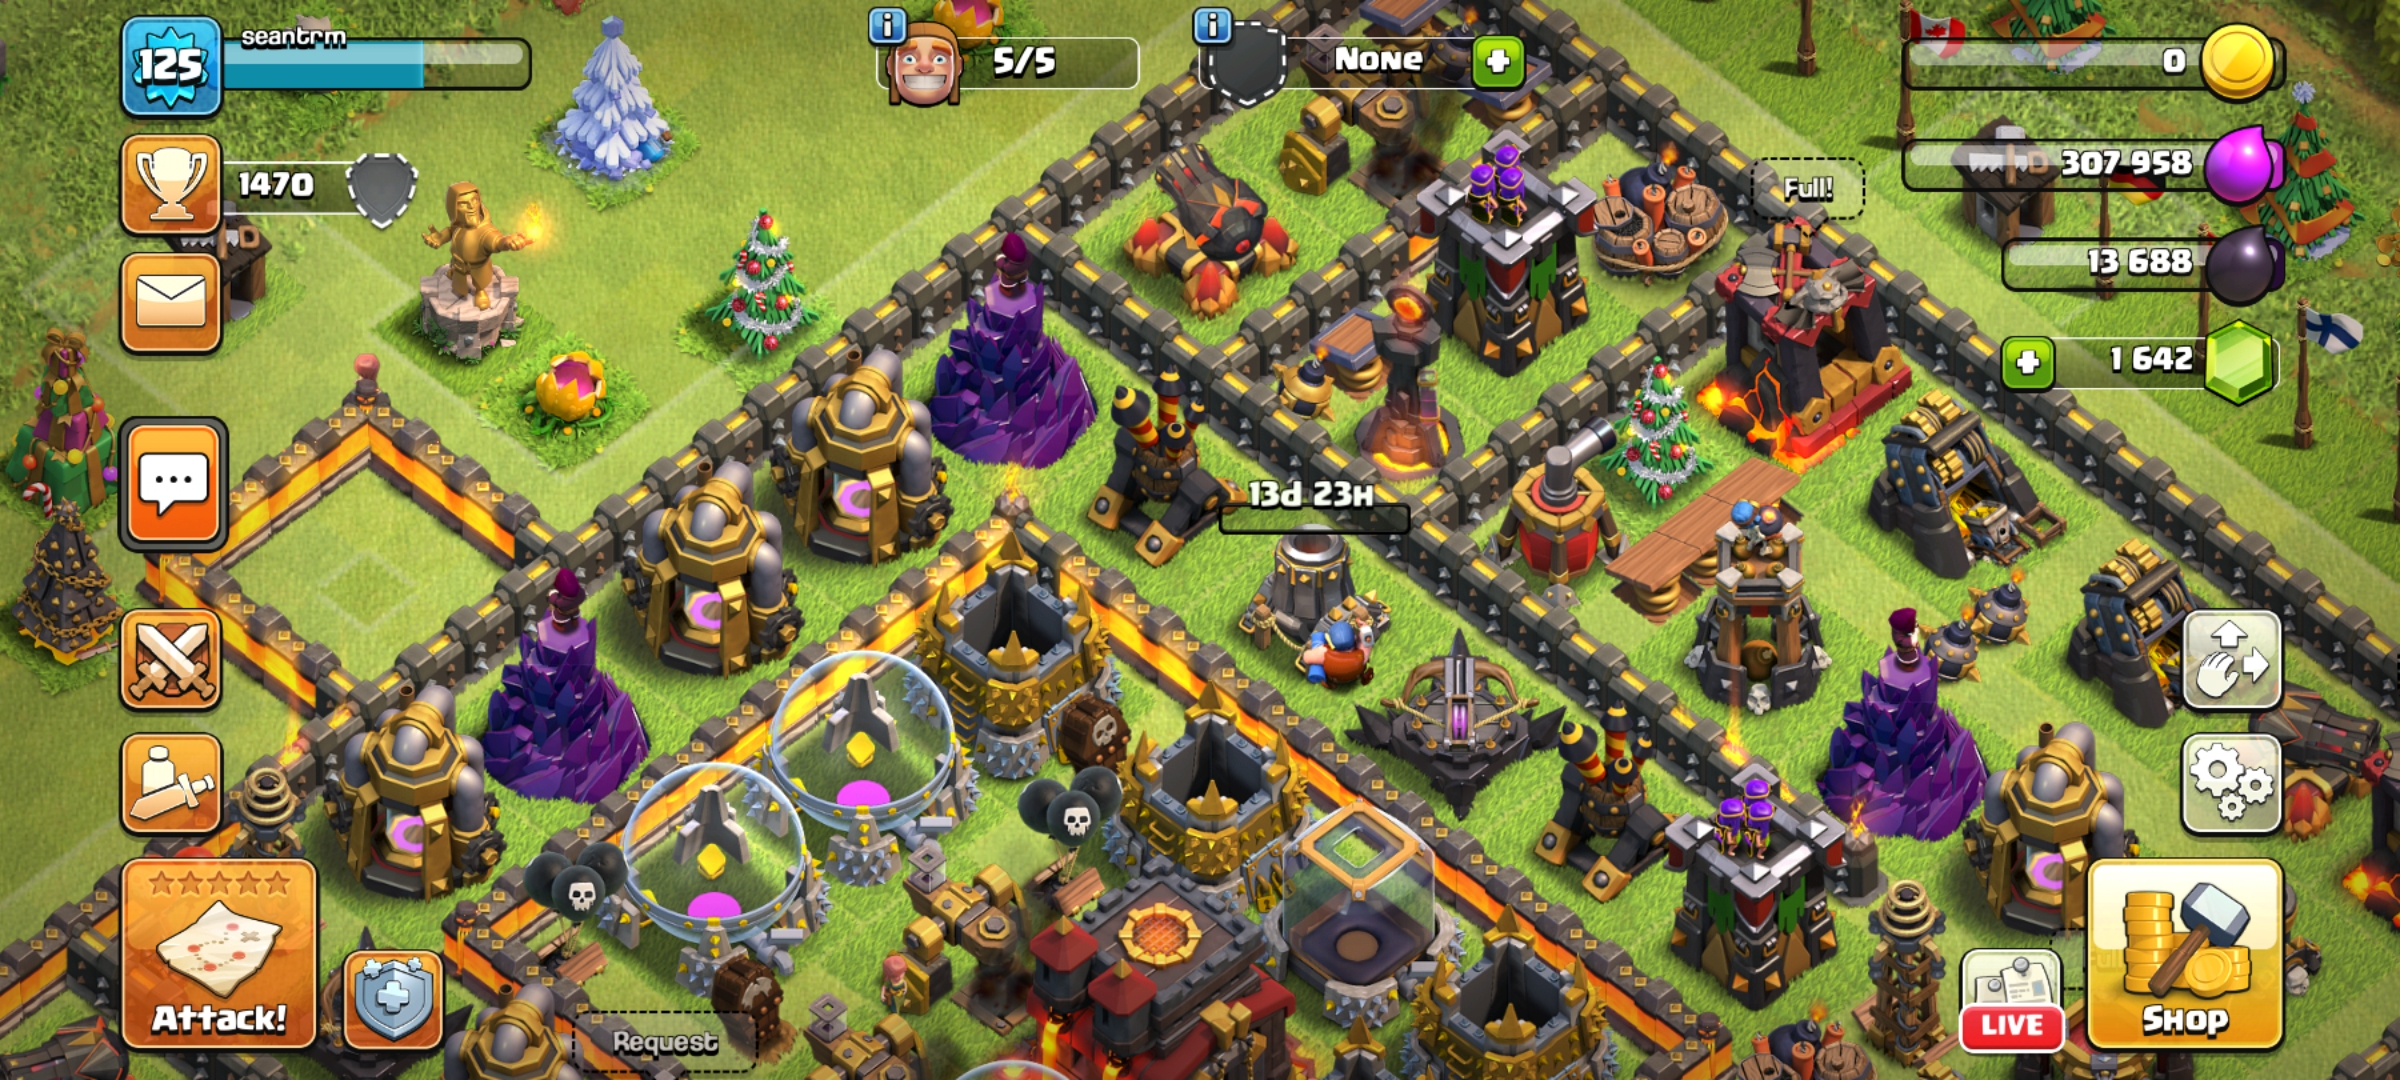 125
seantrm
5/5
None
0
1470
307 958
Full!
13 688
1 642
13d 23h
Attack!
Request
LIVE
Shop